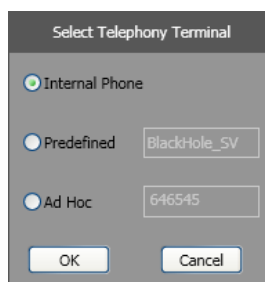 Select Telephony Terminal
Internal Phone
Predefined BlackHole_SV
Ad Hoc 646545
OK Cancel